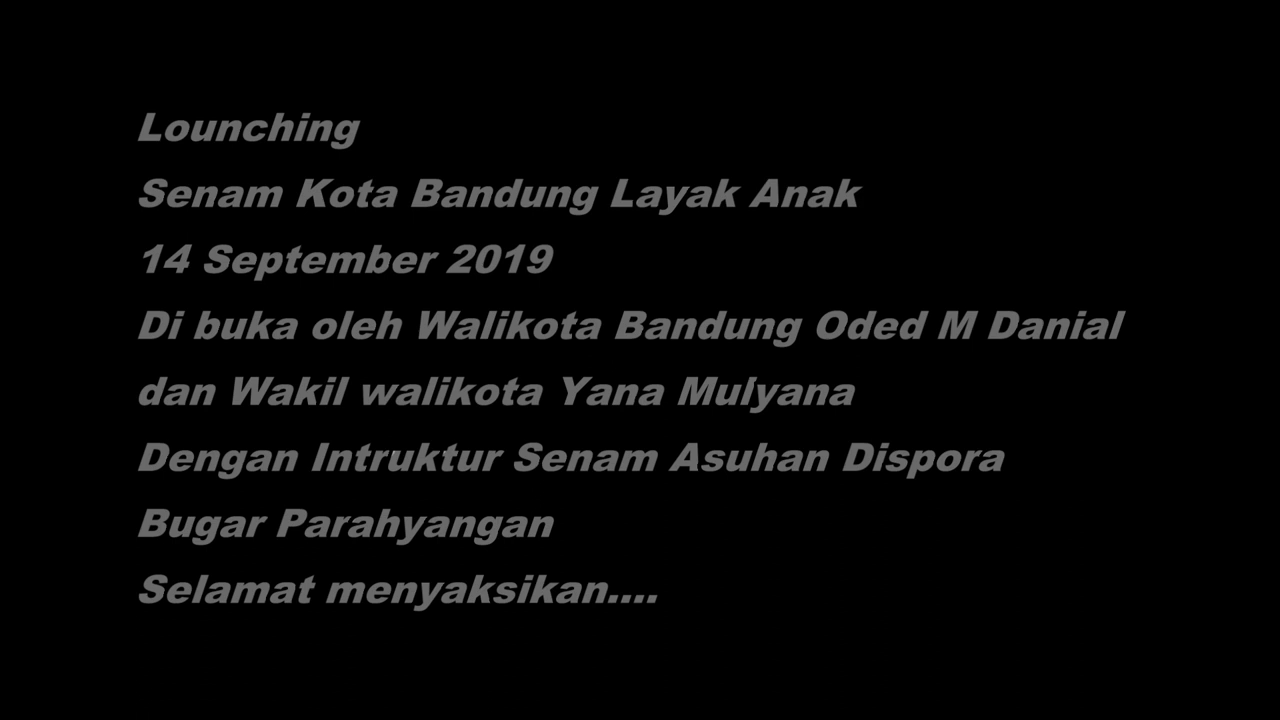 Lounching
Senam Kota Bandung Layak Anak
14 September 2019
Di buka oleh Walikota Bandung Oded M Danial
dan Wakil walikota Yana Mulyana
Dengan Intruktur Senam Asuhan Dispora
Bugar Parahyangan
Selamat menyaksikan....